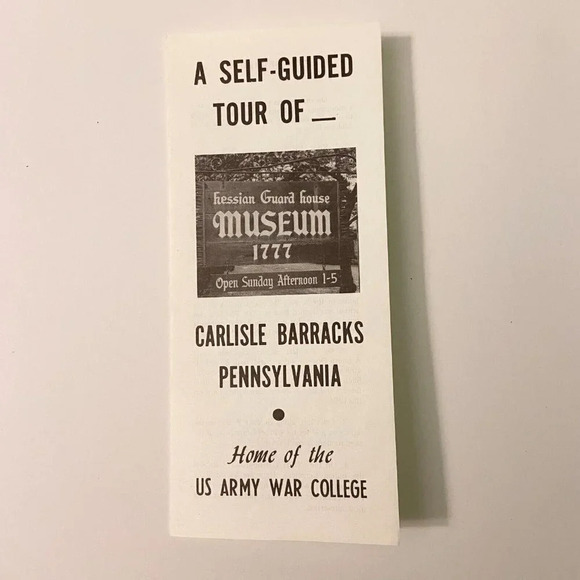 A SELF-GUIDED
TOUR OF _
Hessian Guard house
MUSEUM
1777
Open Sunday Afternoon 1-5
CARLISLE BARRACKS
PENNSYLVANIA
Home of the
US ARMY WAR COLLEGE